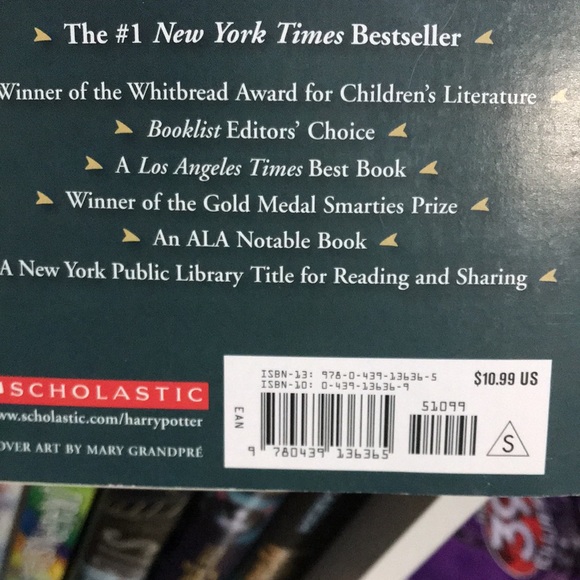 The #1 New York Times Bestseller
Winner of the Whitbread Award for Children's Literature
Booklist Editors' Choice
A Los Angeles Times Best Book
Winner of the Gold Medal Smarties Prize
An ALA Notable Book
A New York Public Library Title for Reading and Sharing
SCHOLASTIC
www.scholastic.com/harrypotter
OVER ART BY MARY GRANDPRÉ
ISBN-13: 978-0-439-13636-5
ISBN-10: 0-439-13636-9
$10.99 US
EAN
51099
9 780439 136365
S
39